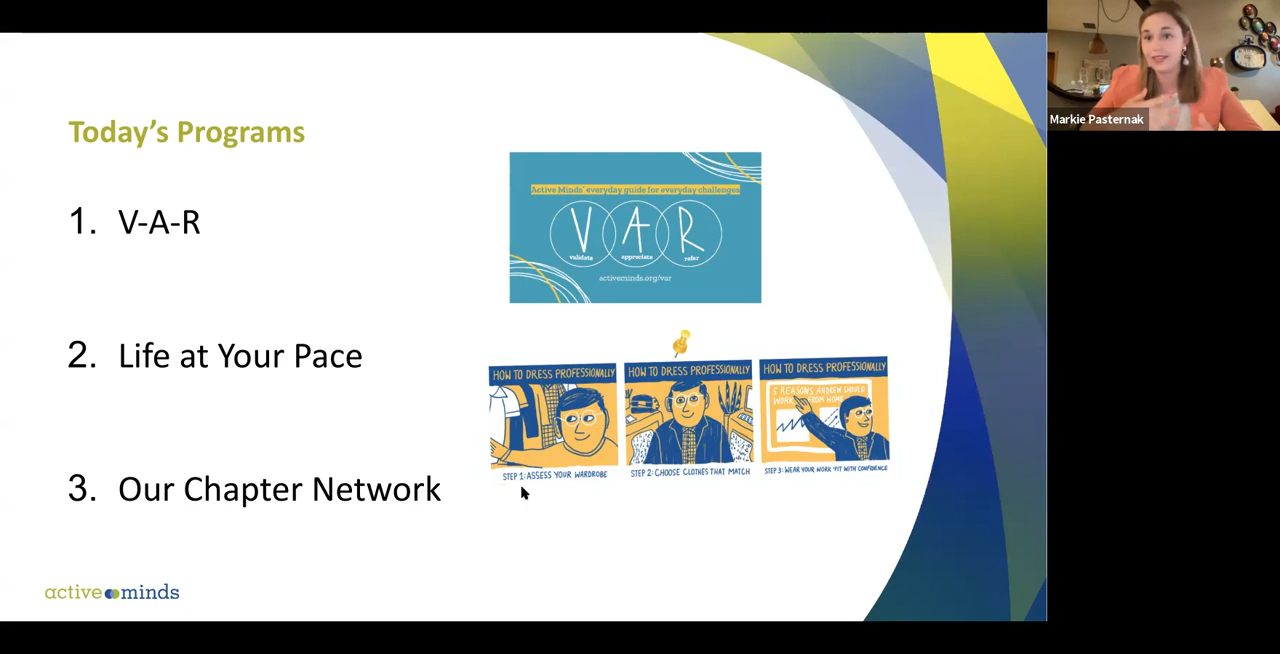 Today's Programs
1. V-A-R
2. Life at Your Pace
3. Our Chapter Network
Active Minds' everyday guide for everyday challenges
V A R
validate appreciate refer
activeminds.org/var
HOW TO DRESS PROFESSIONALLY
STEP 1: ASSESS YOUR WARDROBE
HOW TO DRESS PROFESSIONALLY
STEP 2: CHOOSE CLOTHES THAT MATCH
HOW TO DRESS PROFESSIONALLY
5 REASONS ANDREW SHOULD
WORK FROM HOME
STEP 3: WEAR YOUR WORK 'FIT WITH CONFIDENCE
active minds
Markie Pasternak